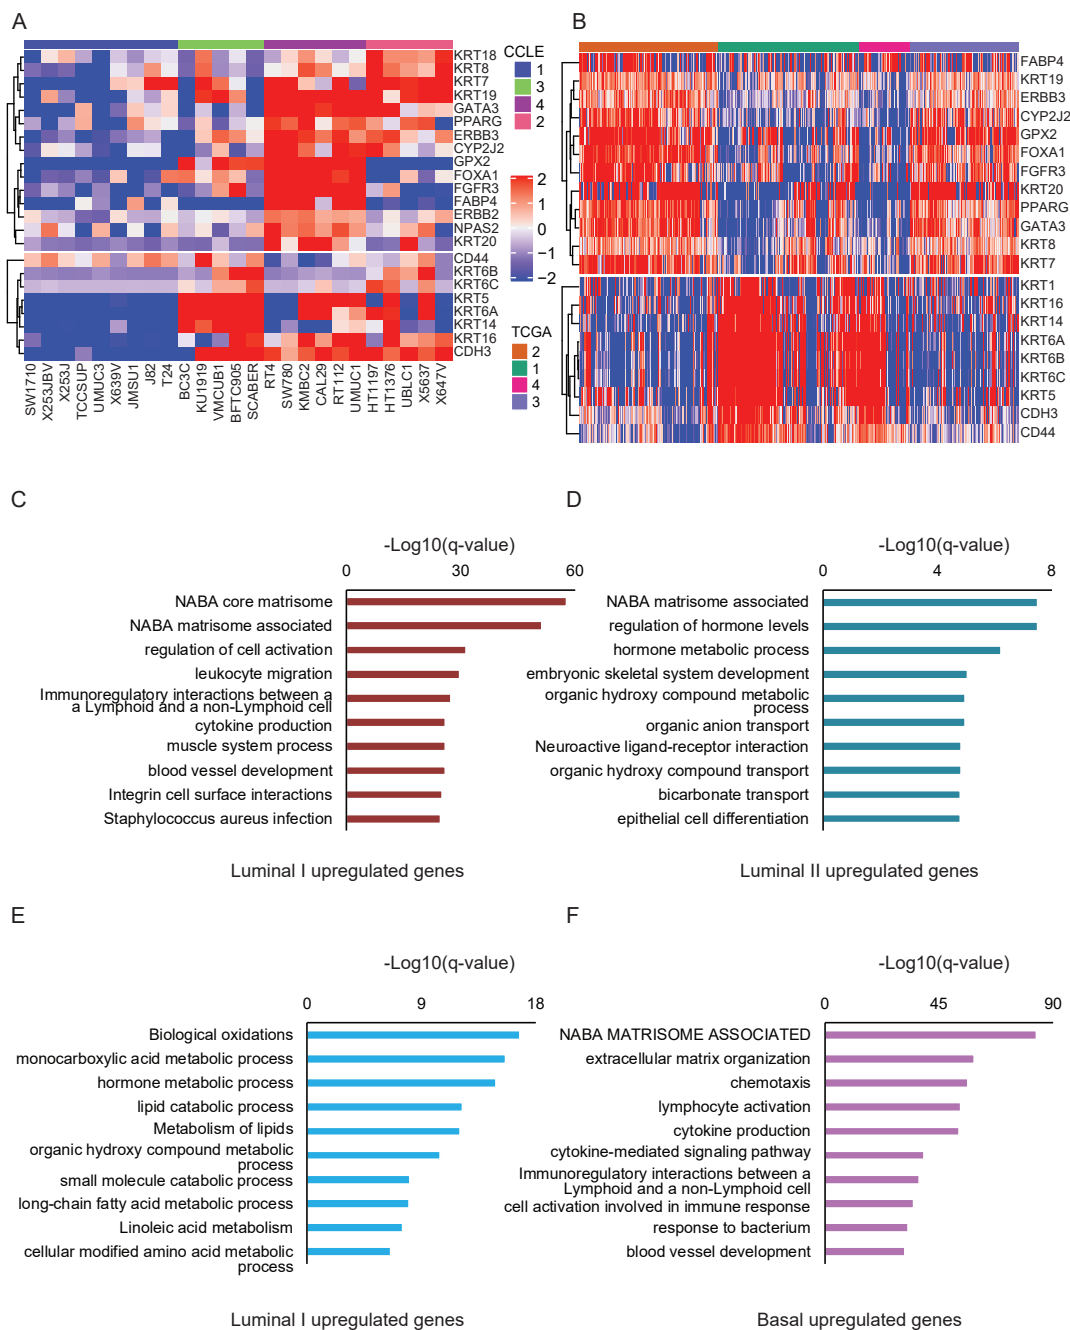 A
KRT18
KRT8
KRT7
KRT19
GATA3
PPARG
ERBB3
CYP2J2
GPX2
FOXA1
FGFR3
FABP4
ERBB2
NPAS2
KRT20
CD44
KRT6B
KRT6C
KRT5
KRT6A
KRT14
KRT16
CDH3
SW1710
X253JBV
X253J
TCCSUP
UMUC3
X639V
JMSU1
J82
T24
BC3C
KU1919
VMCUB1
BFTC905
SCABER
RT4
SW780
KMBC2
CAL29
RT112
UMUC1
HT1197
HT1376
UBLC1
X5637
X647V
CCLE
1
3
4
2
2
1
0
−1
−2
TCGA
2
1
4
3
B
FABP4
KRT19
ERBB3
CYP2J2
GPX2
FOXA1
FGFR3
KRT20
PPARG
GATA3
KRT8
KRT7
KRT1
KRT16
KRT14
KRT6A
KRT6B
KRT6C
KRT5
CDH3
CD44
C
-Log10(q-value)
0 30 60
NABA core matrisome
NABA matrisome associated
regulation of cell activation
leukocyte migration
Immunoregulatory interactions between a
a Lymphoid and a non-Lymphoid cell
cytokine production
muscle system process
blood vessel development
Integrin cell surface interactions
Staphylococcus aureus infection
Luminal I upregulated genes
D
-Log10(q-value)
0 4 8
NABA matrisome associated
regulation of hormone levels
hormone metabolic process
embryonic skeletal system development
organic hydroxy compound metabolic
process
organic anion transport
Neuroactive ligand-receptor interaction
organic hydroxy compound transport
bicarbonate transport
epithelial cell differentiation
Luminal II upregulated genes
E
-Log10(q-value)
0 9 18
Biological oxidations
monocarboxylic acid metabolic process
hormone metabolic process
lipid catabolic process
Metabolism of lipids
organic hydroxy compound metabolic
process
small molecule catabolic process
long-chain fatty acid metabolic process
Linoleic acid metabolism
cellular modified amino acid metabolic
process
Luminal I upregulated genes
F
-Log10(q-value)
0 45 90
NABA MATRISOME ASSOCIATED
extracellular matrix organization
chemotaxis
lymphocyte activation
cytokine production
cytokine-mediated signaling pathway
Immunoregulatory interactions between a
Lymphoid and a non-Lymphoid cell
cell activation involved in immune response
response to bacterium
blood vessel development
Basal upregulated genes